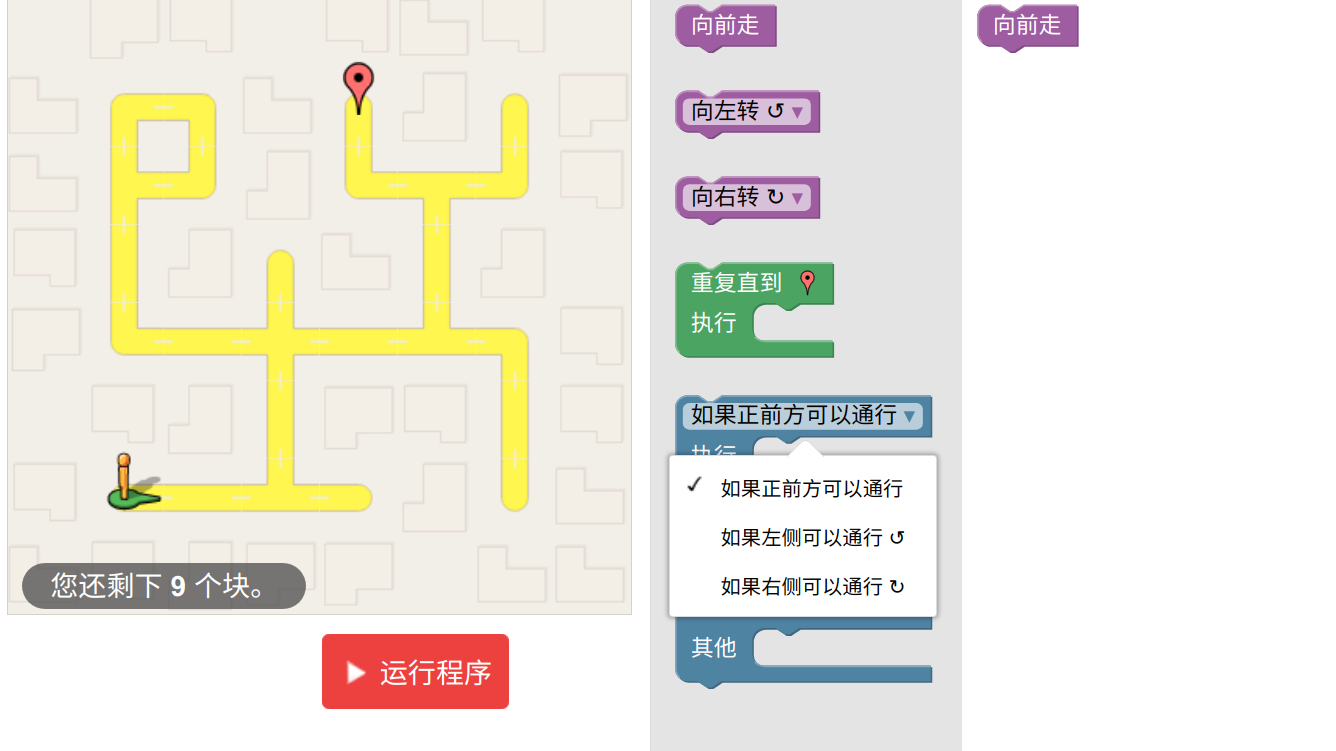 向前走
向前走
向左转 ↺ ▼
向右转 ↻ ▼
重复直到
执行
如果正前方可以通行 ▼
执行
✓ 如果正前方可以通行
如果左侧可以通行 ↺
如果右侧可以通行 ↻
其他
您还剩下 9 个块。
运行程序